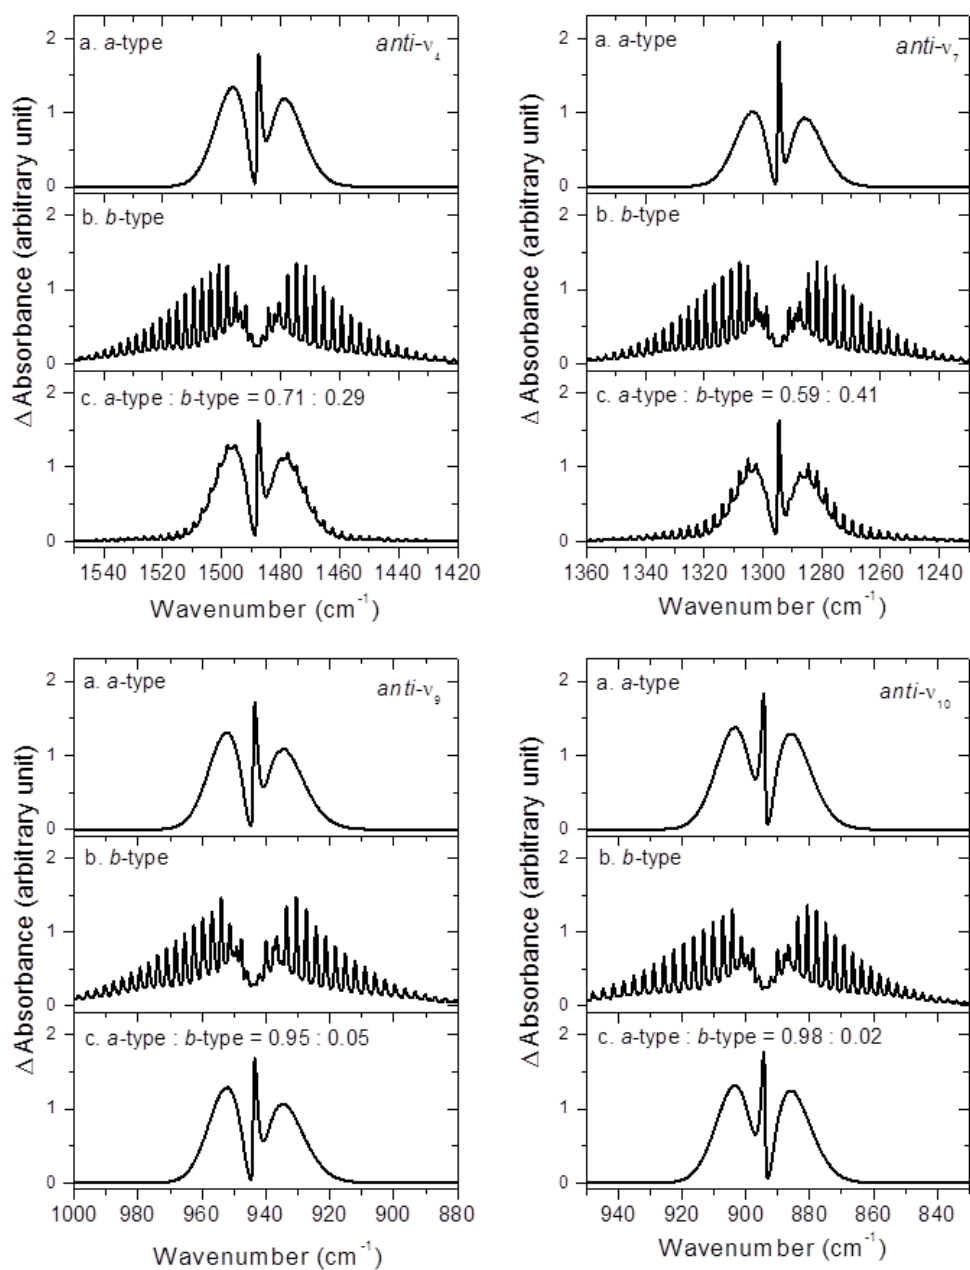 a. a-type
anti-ν₄
b. b-type
c. a-type : b-type = 0.71 : 0.29
2
1
0
2
1
0
2
1
0
1540 1520 1500 1480 1460 1440 1420
Wavenumber (cm⁻¹)
Δ Absorbance (arbitrary unit)
Δ Absorbance (arbitrary unit)
a. a-type
anti-ν₇
b. b-type
c. a-type : b-type = 0.59 : 0.41
2
1
0
2
1
0
2
1
0
1360 1340 1320 1300 1280 1260 1240
Wavenumber (cm⁻¹)
Δ Absorbance (arbitrary unit)
Δ Absorbance (arbitrary unit)
a. a-type
anti-ν₉
b. b-type
c. a-type : b-type = 0.95 : 0.05
2
1
0
2
1
0
2
1
0
1000 980 960 940 920 900 880
Wavenumber (cm⁻¹)
Δ Absorbance (arbitrary unit)
a. a-type
anti-ν₁₀
b. b-type
c. a-type : b-type = 0.98 : 0.02
2
1
0
2
1
0
2
1
0
940 920 900 880 860 840
Wavenumber (cm⁻¹)